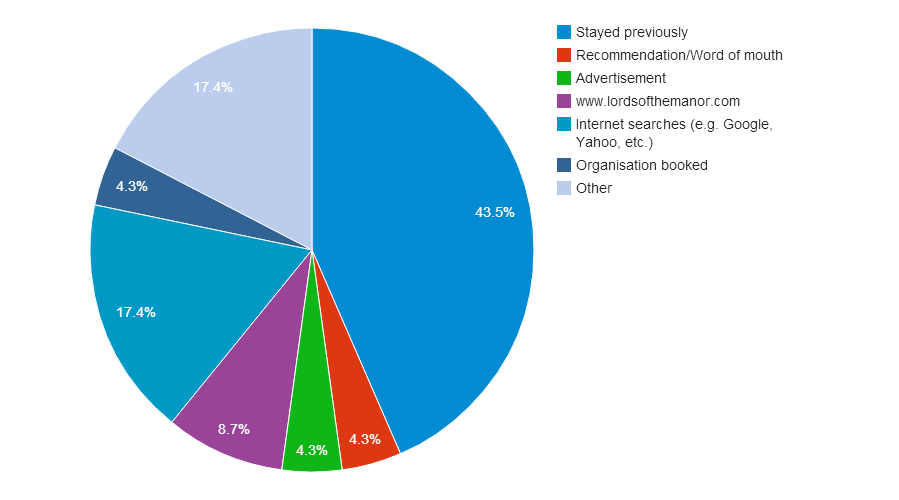 17.4%
4.3%
17.4%
8.7%
4.3%
4.3%
43.5%
Stayed previously
Recommendation/Word of mouth
Advertisement
www.lordsofthemanor.com
Internet searches (e.g. Google,
Yahoo, etc.)
Organisation booked
Other